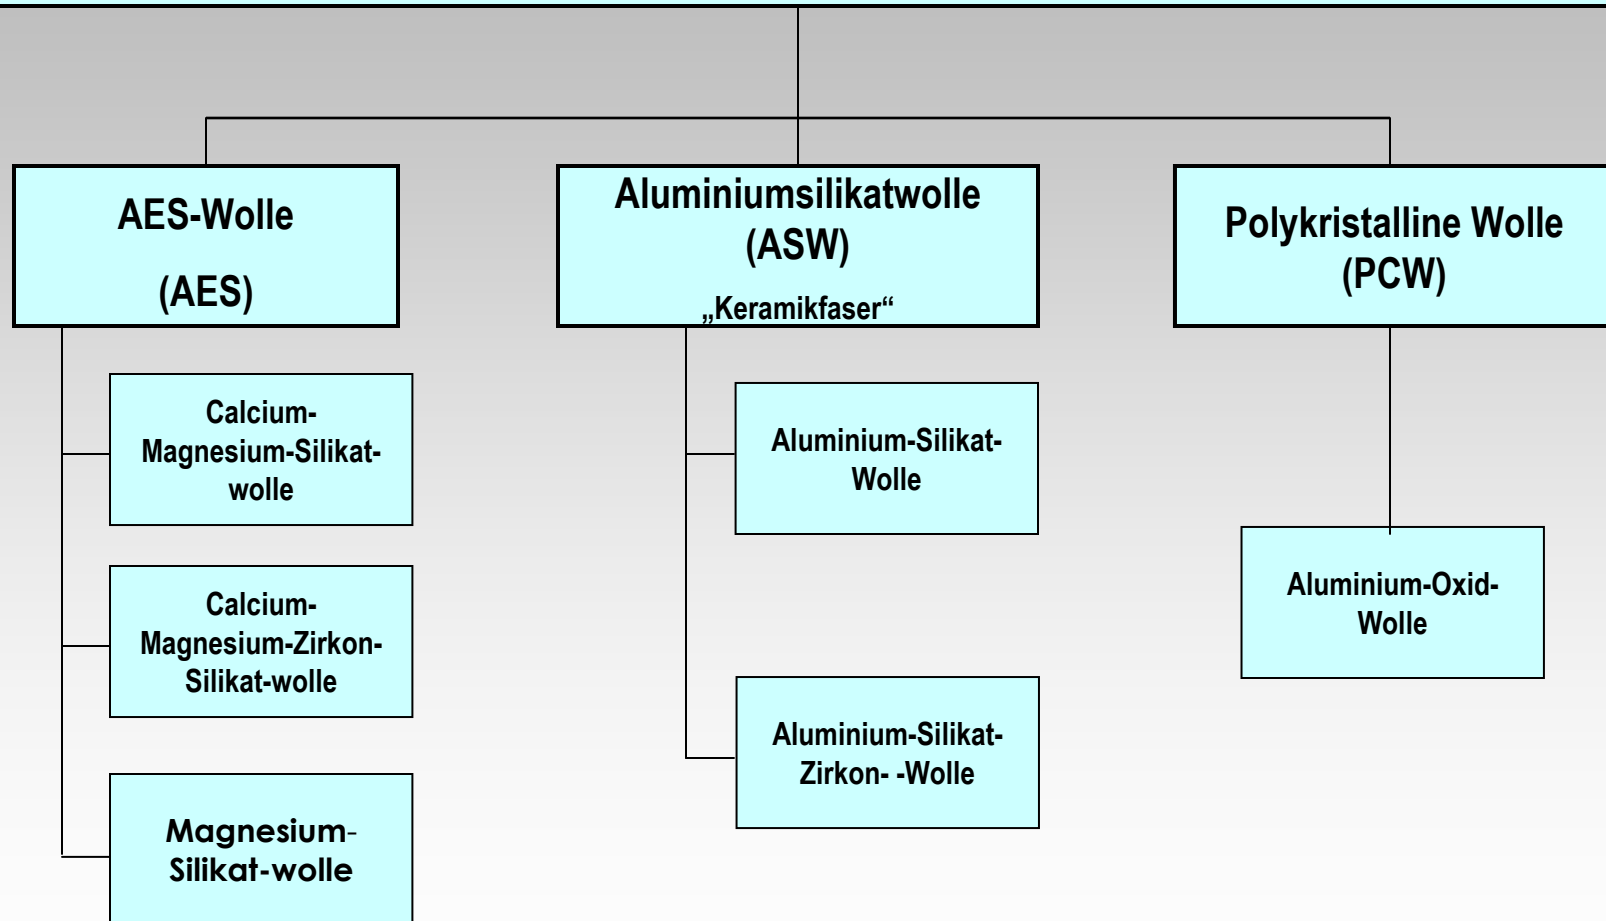 AES-Wolle
(AES)
Aluminiumsilikatwolle
(ASW)
„Keramikfaser“
Polykristalline Wolle
(PCW)
Calcium-
Magnesium-Silikat-
wolle
Calcium-
Magnesium-Zirkon-
Silikat-wolle
Magnesium-
Silikat-wolle
Aluminium-Silikat-
Wolle
Aluminium-Silikat-
Zirkon- -Wolle
Aluminium-Oxid-
Wolle